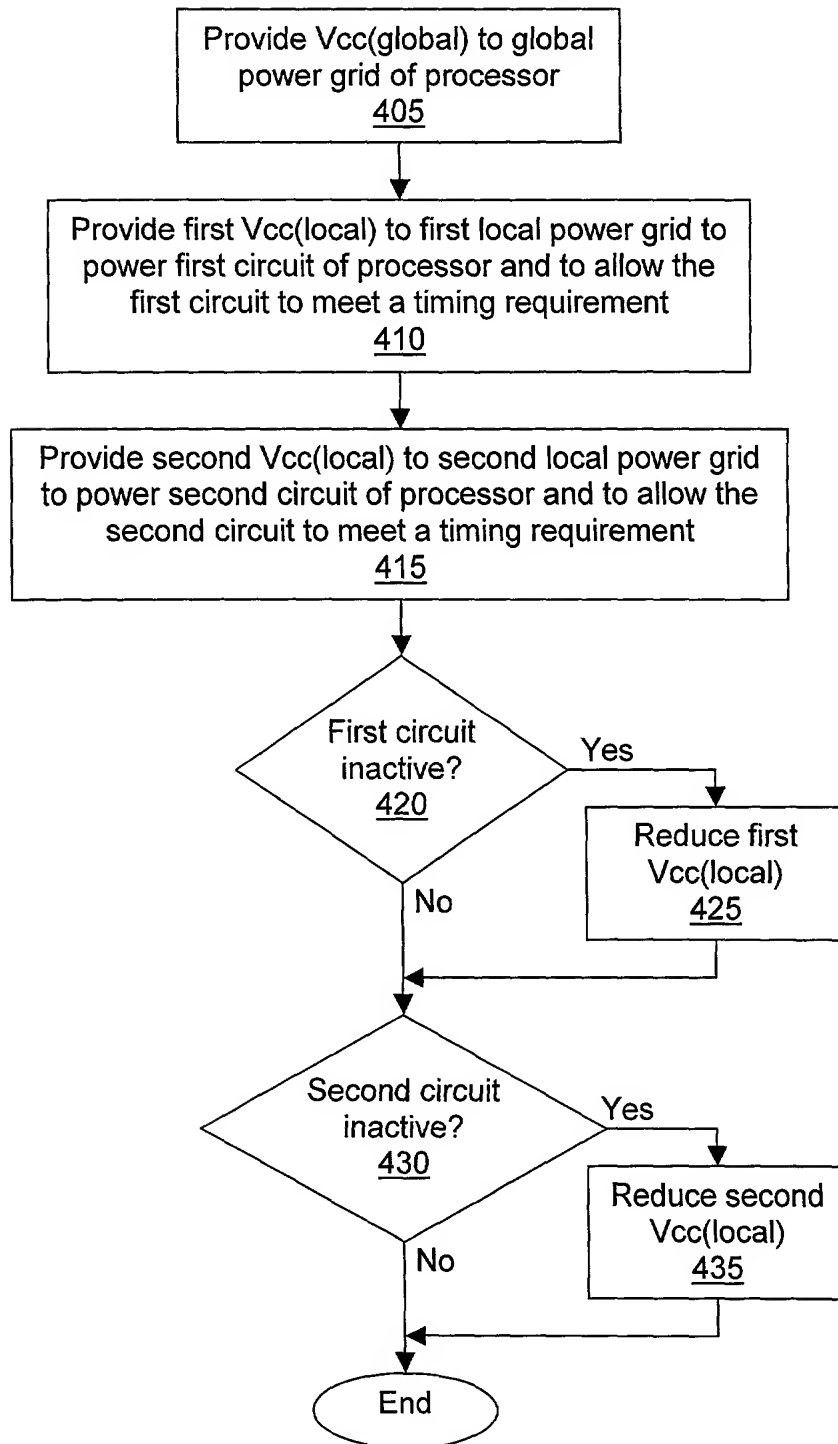 Provide Vcc(global) to global
power grid of processor
405
Provide first Vcc(local) to first local power grid to
power first circuit of processor and to allow the
first circuit to meet a timing requirement
410
Provide second Vcc(local) to second local power grid
to power second circuit of processor and to allow the
second circuit to meet a timing requirement
415
First circuit
inactive?
420
Yes
Reduce first
Vcc(local)
425
No
Second circuit
inactive?
430
Yes
Reduce second
Vcc(local)
435
No
End